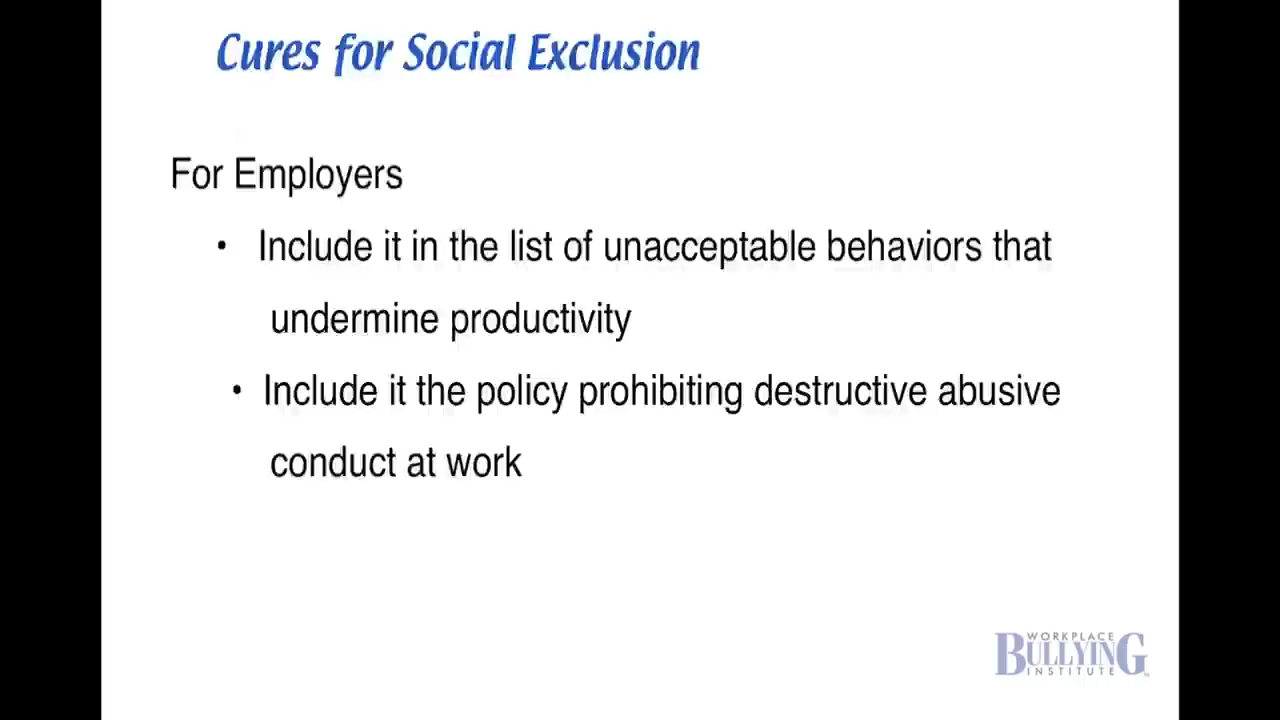 Cures for Social Exclusion
For Employers
• Include it in the list of unacceptable behaviors that
undermine productivity
• Include it the policy prohibiting destructive abusive
conduct at work
WORKPLACE
BULLYING
INSTITUTE